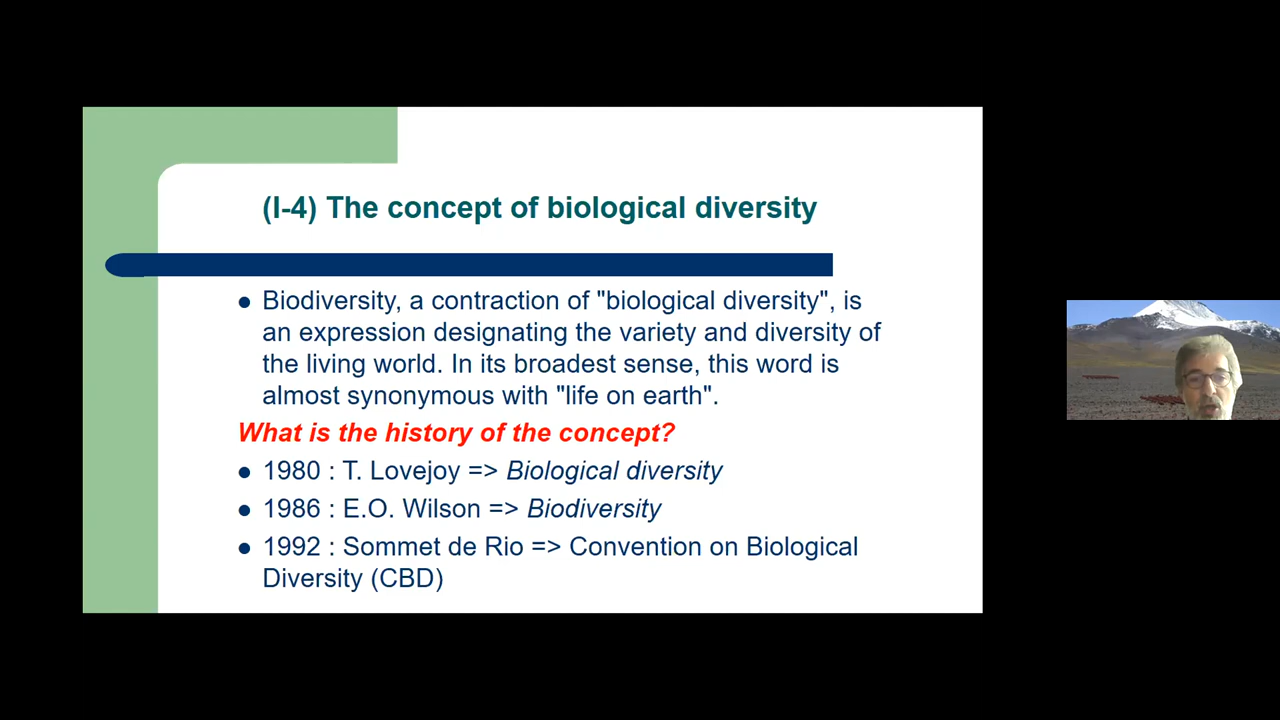 (I-4) The concept of biological diversity
Biodiversity, a contraction of "biological diversity", is
an expression designating the variety and diversity of
the living world. In its broadest sense, this word is
almost synonymous with "life on earth".
What is the history of the concept?
1980 : T. Lovejoy => Biological diversity
1986 : E.O. Wilson => Biodiversity
1992 : Sommet de Rio => Convention on Biological
Diversity (CBD)